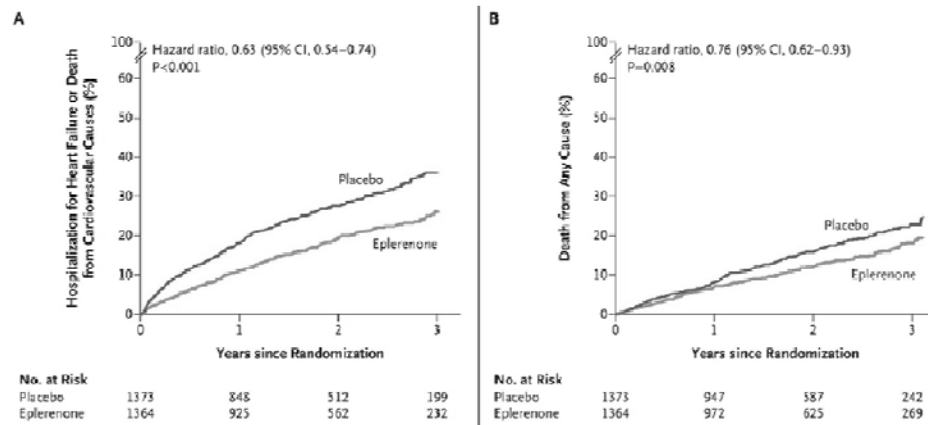 A
Hospitalization for Heart Failure or Death
from Cardiovascular Causes (%)
100
60
50
40
30
20
10
0
Hazard ratio, 0.63 (95% CI, 0.54–0.74)
P<0.001
Placebo
Eplerenone
0 1 2 3
Years since Randomization
No. at Risk
Placebo 1373 848 512 199
Eplerenone 1364 925 562 232
B
Death from Any Cause (%)
100
60
50
40
30
20
10
0
Hazard ratio, 0.76 (95% CI, 0.62–0.93)
P=0.008
Placebo
Eplerenone
0 1 2 3
Years since Randomization
No. at Risk
Placebo 1373 947 587 242
Eplerenone 1364 972 625 269